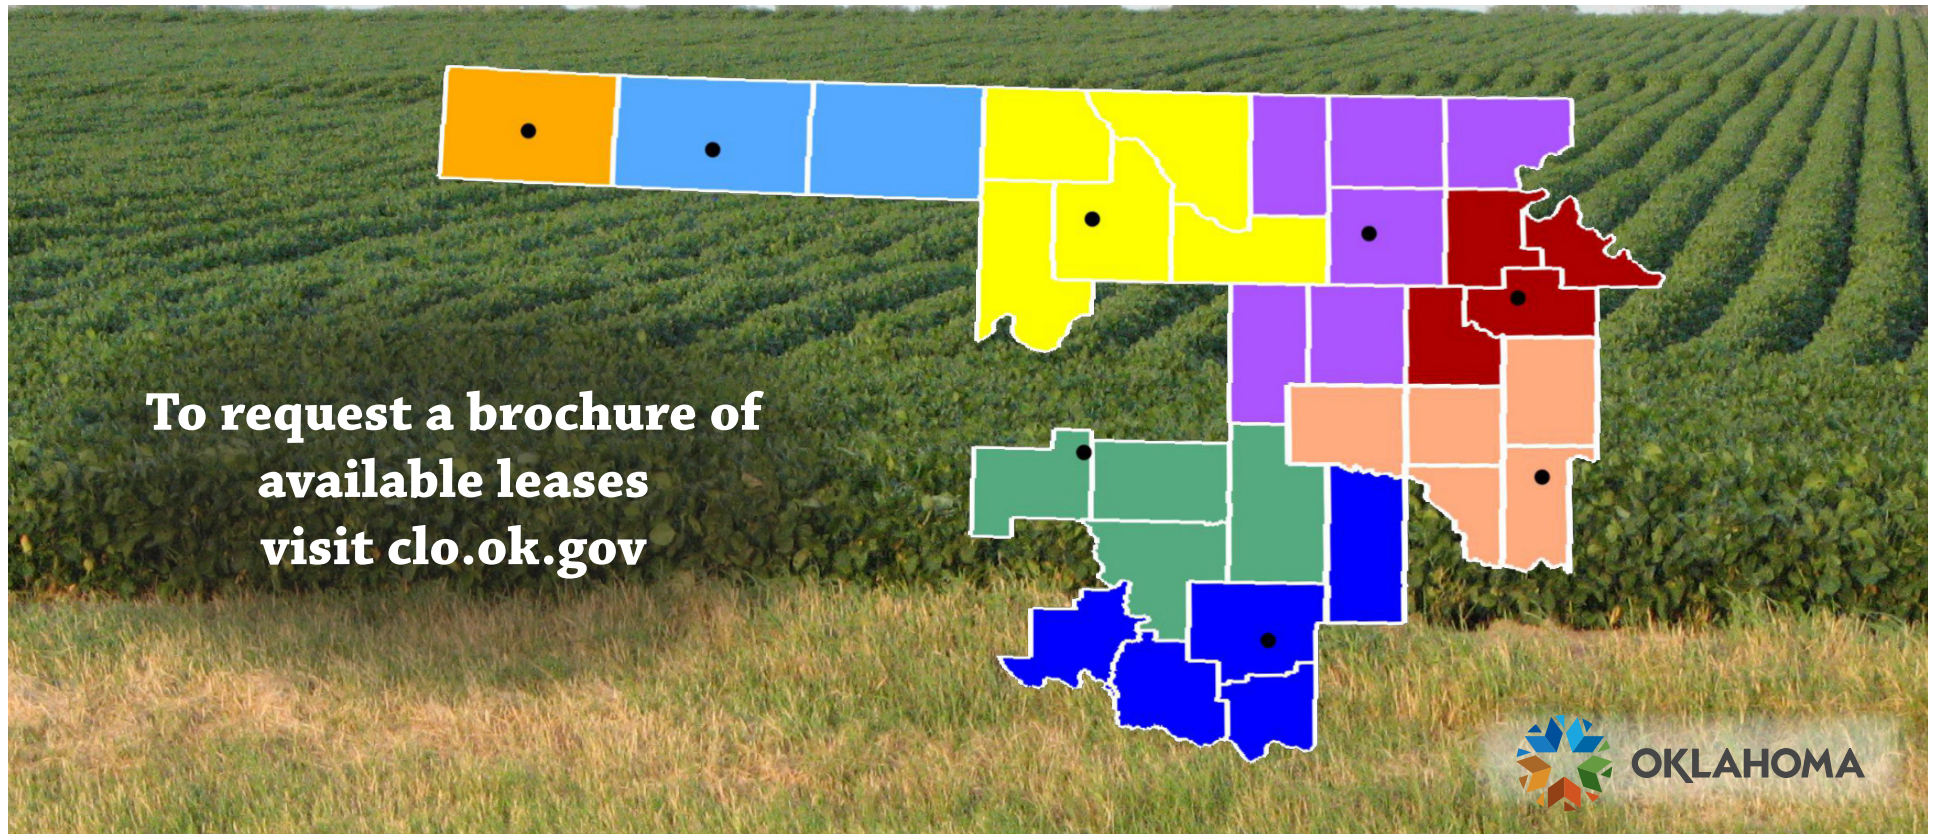 To request a brochure of
available leases
visit clo.ok.gov
OKLAHOMA